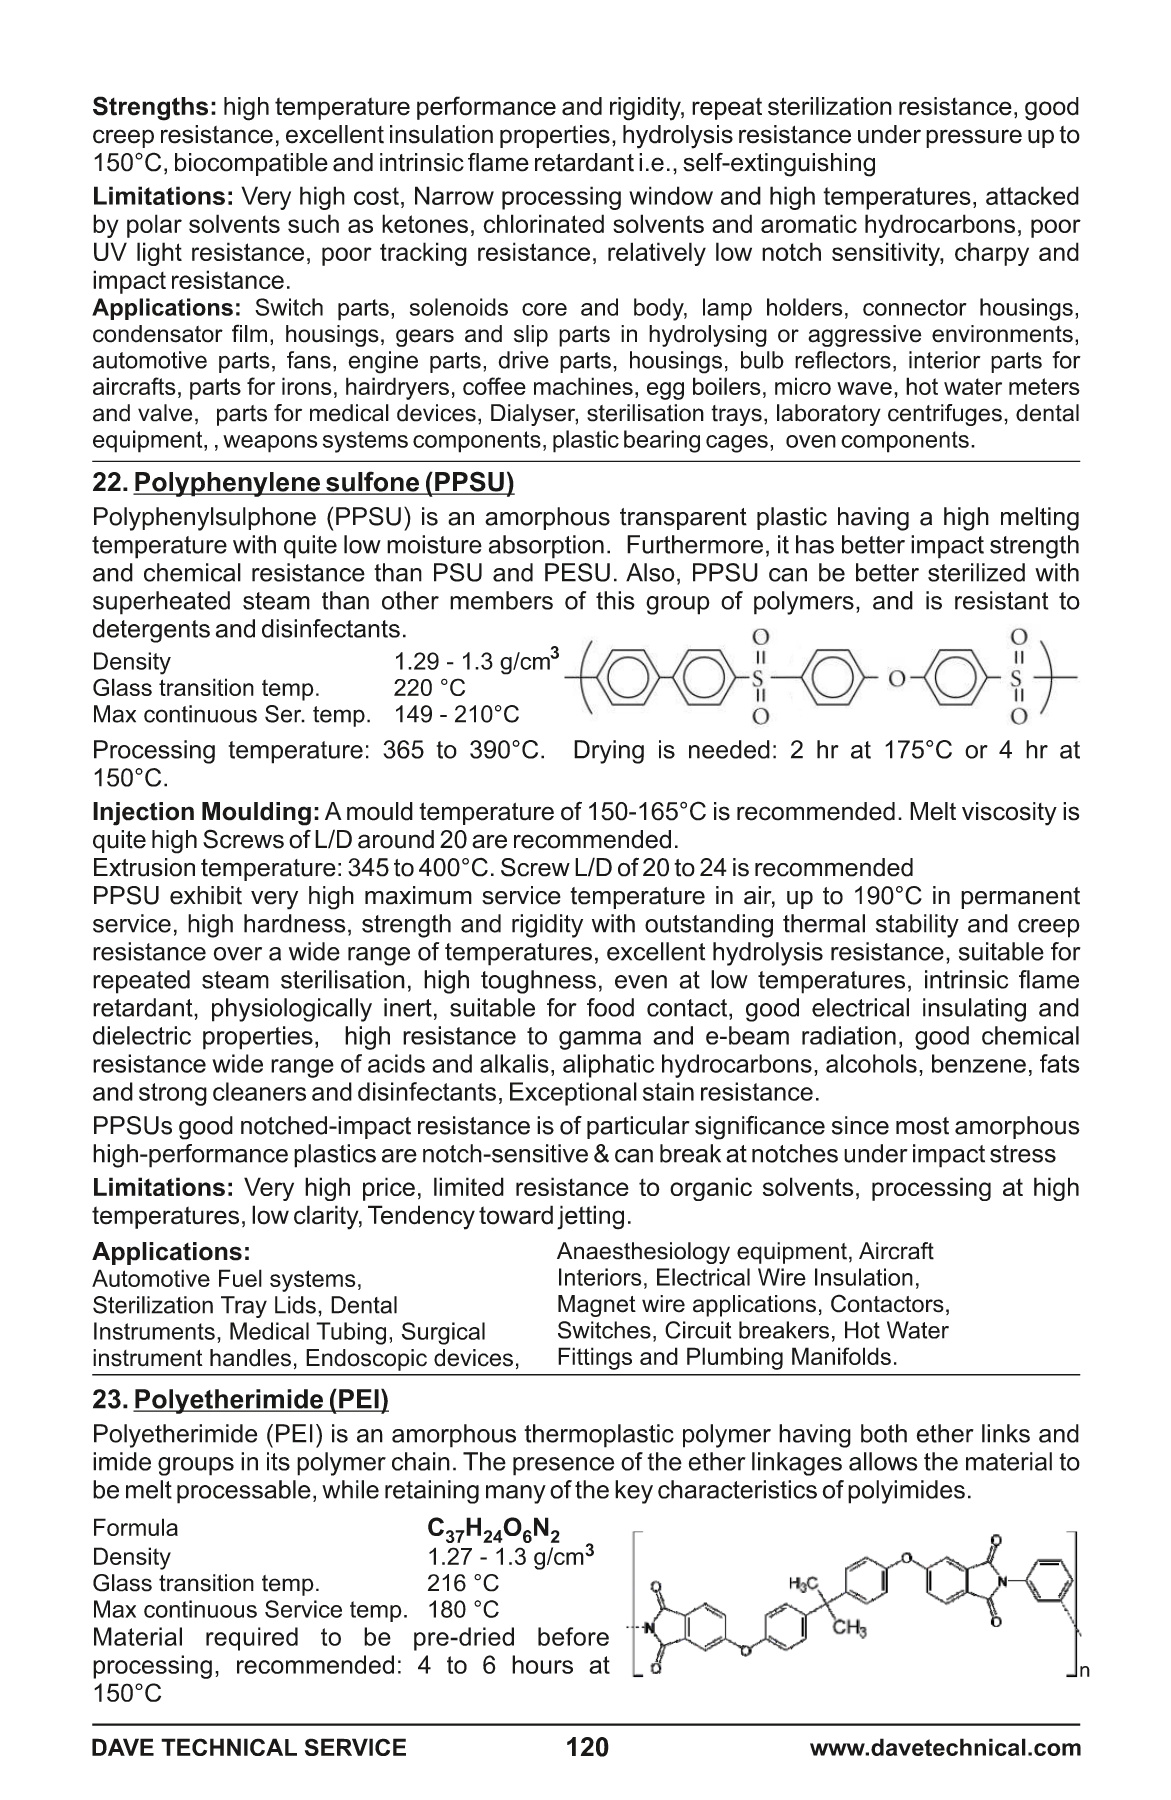 Strengths: high temperature performance and rigidity, repeat sterilization resistance, good
creep resistance, excellent insulation properties, hydrolysis resistance under pressure up to
150°C, biocompatible and intrinsic flame retardant i.e., self-extinguishing
Limitations: Very high cost, Narrow processing window and high temperatures, attacked
by polar solvents such as ketones, chlorinated solvents and aromatic hydrocarbons, poor
UV light resistance, poor tracking resistance, relatively low notch sensitivity, charpy and
impact resistance.
Applications: Switch parts, solenoids core and body, lamp holders, connector housings,
condensator film, housings, gears and slip parts in hydrolysing or aggressive environments,
automotive parts, fans, engine parts, drive parts, housings, bulb reflectors, interior parts for
aircrafts, parts for irons, hairdryers, coffee machines, egg boilers, micro wave, hot water meters
and valve, parts for medical devices, Dialyser, sterilisation trays, laboratory centrifuges, dental
equipment, , weapons systems components, plastic bearing cages, oven components.
22. Polyphenylene sulfone (PPSU)
Polyphenylsulphone (PPSU) is an amorphous transparent plastic having a high melting
temperature with quite low moisture absorption. Furthermore, it has better impact strength
and chemical resistance than PSU and PESU. Also, PPSU can be better sterilized with
superheated steam than other members of this group of polymers, and is resistant to
detergents and disinfectants.
Density 1.29 - 1.3 g/cm³
Glass transition temp. 220 °C
Max continuous Ser. temp. 149 - 210°C
O O
S O S
O O
Processing temperature: 365 to 390°C. Drying is needed: 2 hr at 175°C or 4 hr at
150°C.
Injection Moulding: A mould temperature of 150-165°C is recommended. Melt viscosity is
quite high Screws of L/D around 20 are recommended.
Extrusion temperature: 345 to 400°C. Screw L/D of 20 to 24 is recommended
PPSU exhibit very high maximum service temperature in air, up to 190°C in permanent
service, high hardness, strength and rigidity with outstanding thermal stability and creep
resistance over a wide range of temperatures, excellent hydrolysis resistance, suitable for
repeated steam sterilisation, high toughness, even at low temperatures, intrinsic flame
retardant, physiologically inert, suitable for food contact, good electrical insulating and
dielectric properties, high resistance to gamma and e-beam radiation, good chemical
resistance wide range of acids and alkalis, aliphatic hydrocarbons, alcohols, benzene, fats
and strong cleaners and disinfectants, Exceptional stain resistance.
PPSUs good notched-impact resistance is of particular significance since most amorphous
high-performance plastics are notch-sensitive & can break at notches under impact stress
Limitations: Very high price, limited resistance to organic solvents, processing at high
temperatures, low clarity, Tendency toward jetting.
Applications:
Automotive Fuel systems,
Sterilization Tray Lids, Dental
Instruments, Medical Tubing, Surgical
instrument handles, Endoscopic devices,
Anaesthesiology equipment, Aircraft
Interiors, Electrical Wire Insulation,
Magnet wire applications, Contactors,
Switches, Circuit breakers, Hot Water
Fittings and Plumbing Manifolds.
23. Polyetherimide (PEI)
Polyetherimide (PEI) is an amorphous thermoplastic polymer having both ether links and
imide groups in its polymer chain. The presence of the ether linkages allows the material to
be melt processable, while retaining many of the key characteristics of polyimides.
Formula C₃₇H₂₄O₆N₂
Density 1.27 - 1.3 g/cm³
Glass transition temp. 216 °C
Max continuous Service temp. 180 °C
Material required to be pre-dried before
processing, recommended: 4 to 6 hours at
150°C
O
O
O H₃C N
N CH₃ O
O
O
n
DAVE TECHNICAL SERVICE 120 www.davetechnical.com